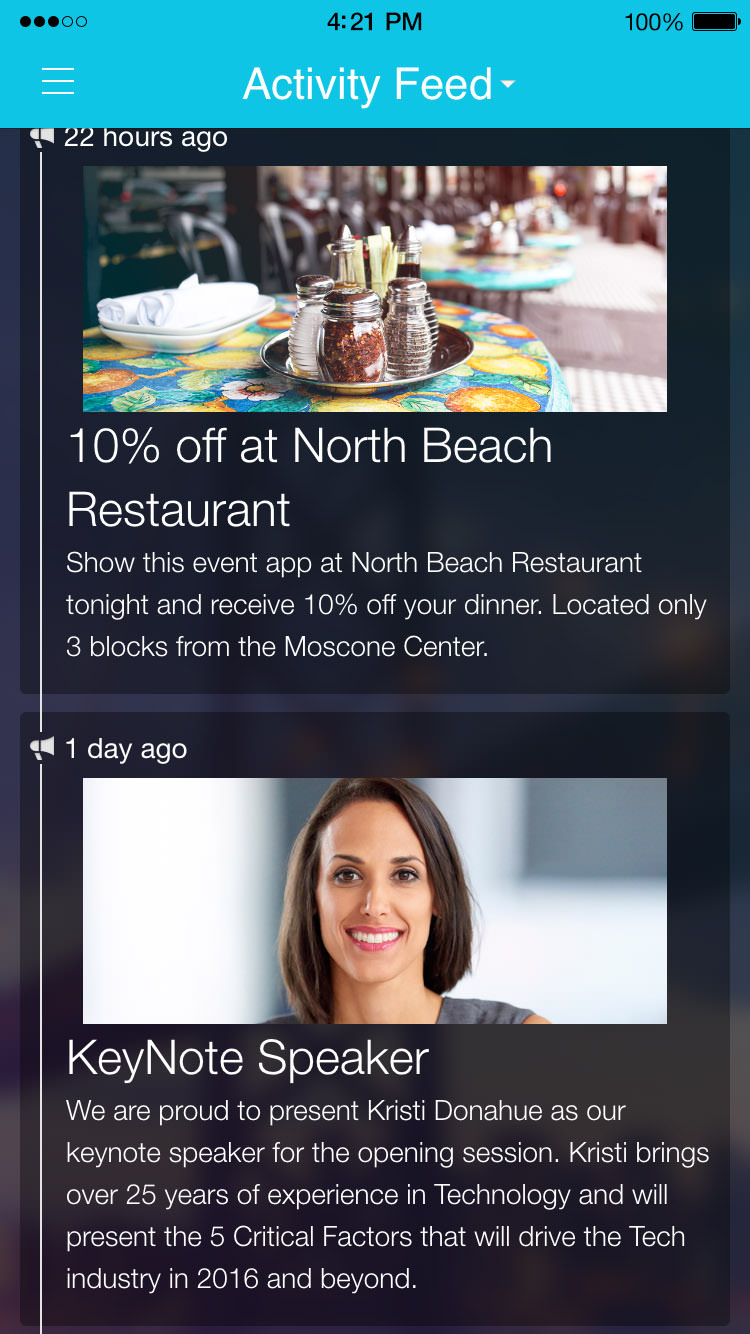 4:21 PM 100%
Activity Feed
22 hours ago
10% off at North Beach
Restaurant
Show this event app at North Beach Restaurant
tonight and receive 10% off your dinner. Located only
3 blocks from the Moscone Center.
1 day ago
KeyNote Speaker
We are proud to present Kristi Donahue as our
keynote speaker for the opening session. Kristi brings
over 25 years of experience in Technology and will
present the 5 Critical Factors that will drive the Tech
industry in 2016 and beyond.